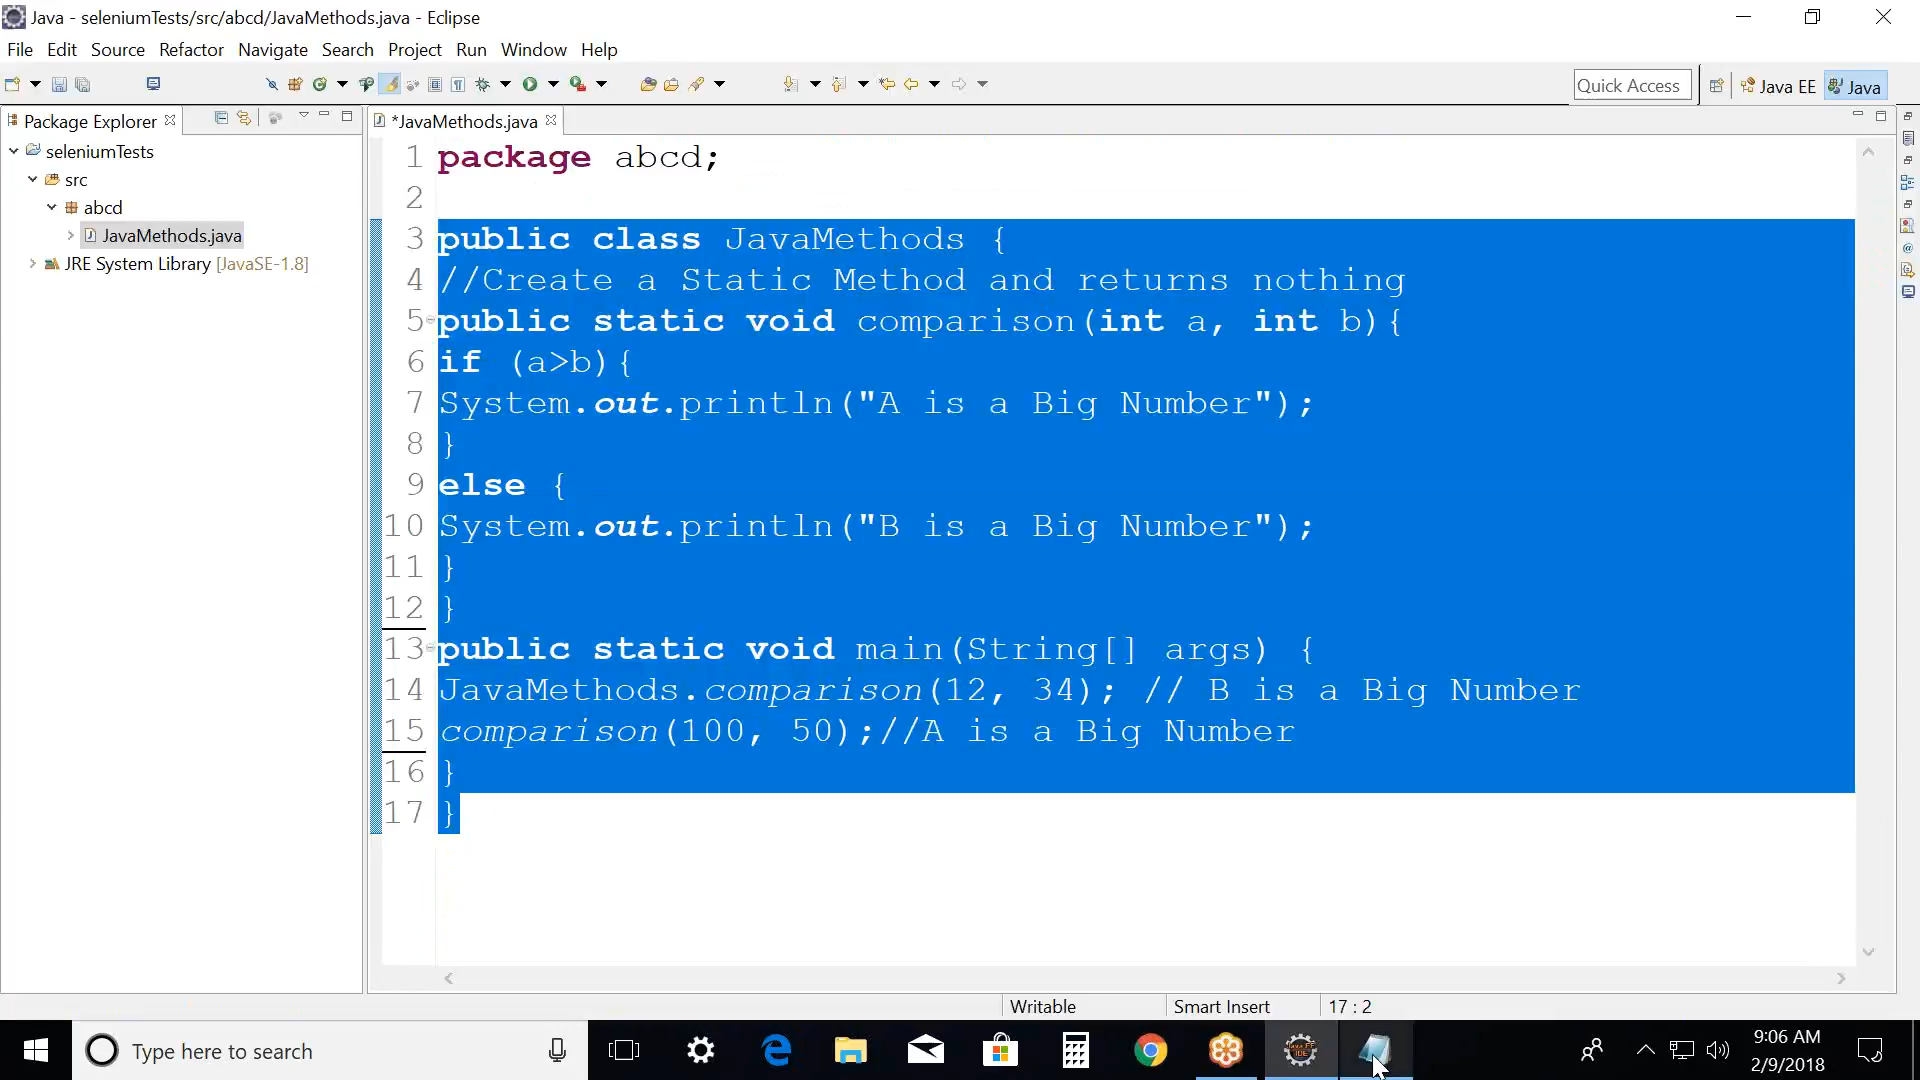 Java - seleniumTests/src/abcd/JavaMethods.java - Eclipse
File Edit Source Refactor Navigate Search Project Run Window Help
Quick Access Java EE Java
Package Explorer
seleniumTests
src
abcd
JavaMethods.java
JRE System Library [JavaSE-1.8]
*JavaMethods.java
1 package abcd;
2
3 public class JavaMethods {
4 //Create a Static Method and returns nothing
5 public static void comparison(int a, int b){
6 if (a>b){
7 System.out.println("A is a Big Number");
8 }
9 else {
10 System.out.println("B is a Big Number");
11 }
12 }
13 public static void main(String[] args) {
14 JavaMethods.comparison(12, 34); // B is a Big Number
15 comparison(100, 50);//A is a Big Number
16 }
17 }
Writable Smart Insert 17 : 2
Type here to search
9:06 AM
2/9/2018